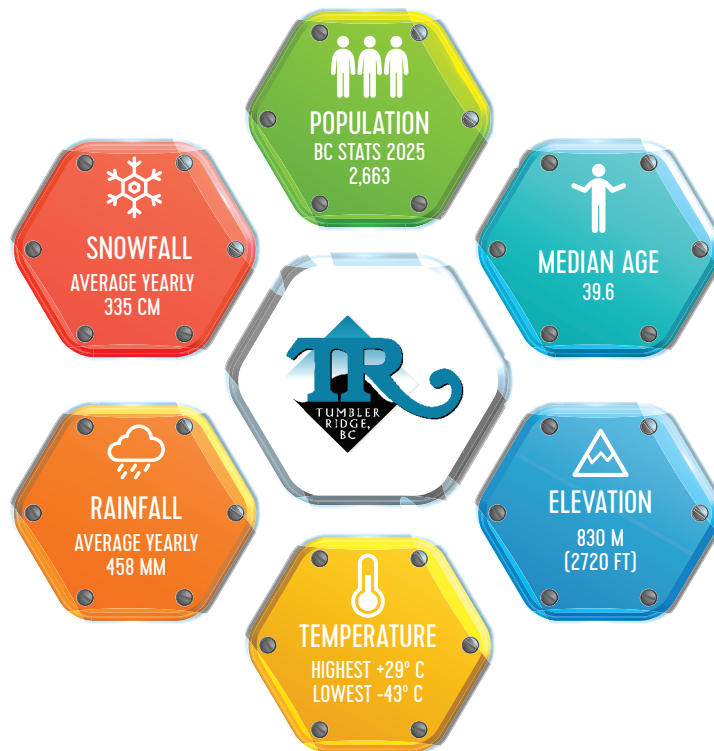 POPULATION
BC STATS 2025
2,663
SNOWFALL
AVERAGE YEARLY
335 CM
MEDIAN AGE
39.6
TR
TUMBLER
RIDGE,
BC
RAINFALL
AVERAGE YEARLY
458 MM
ELEVATION
830 M
(2720 FT)
TEMPERATURE
HIGHEST +29° C
LOWEST -43° C